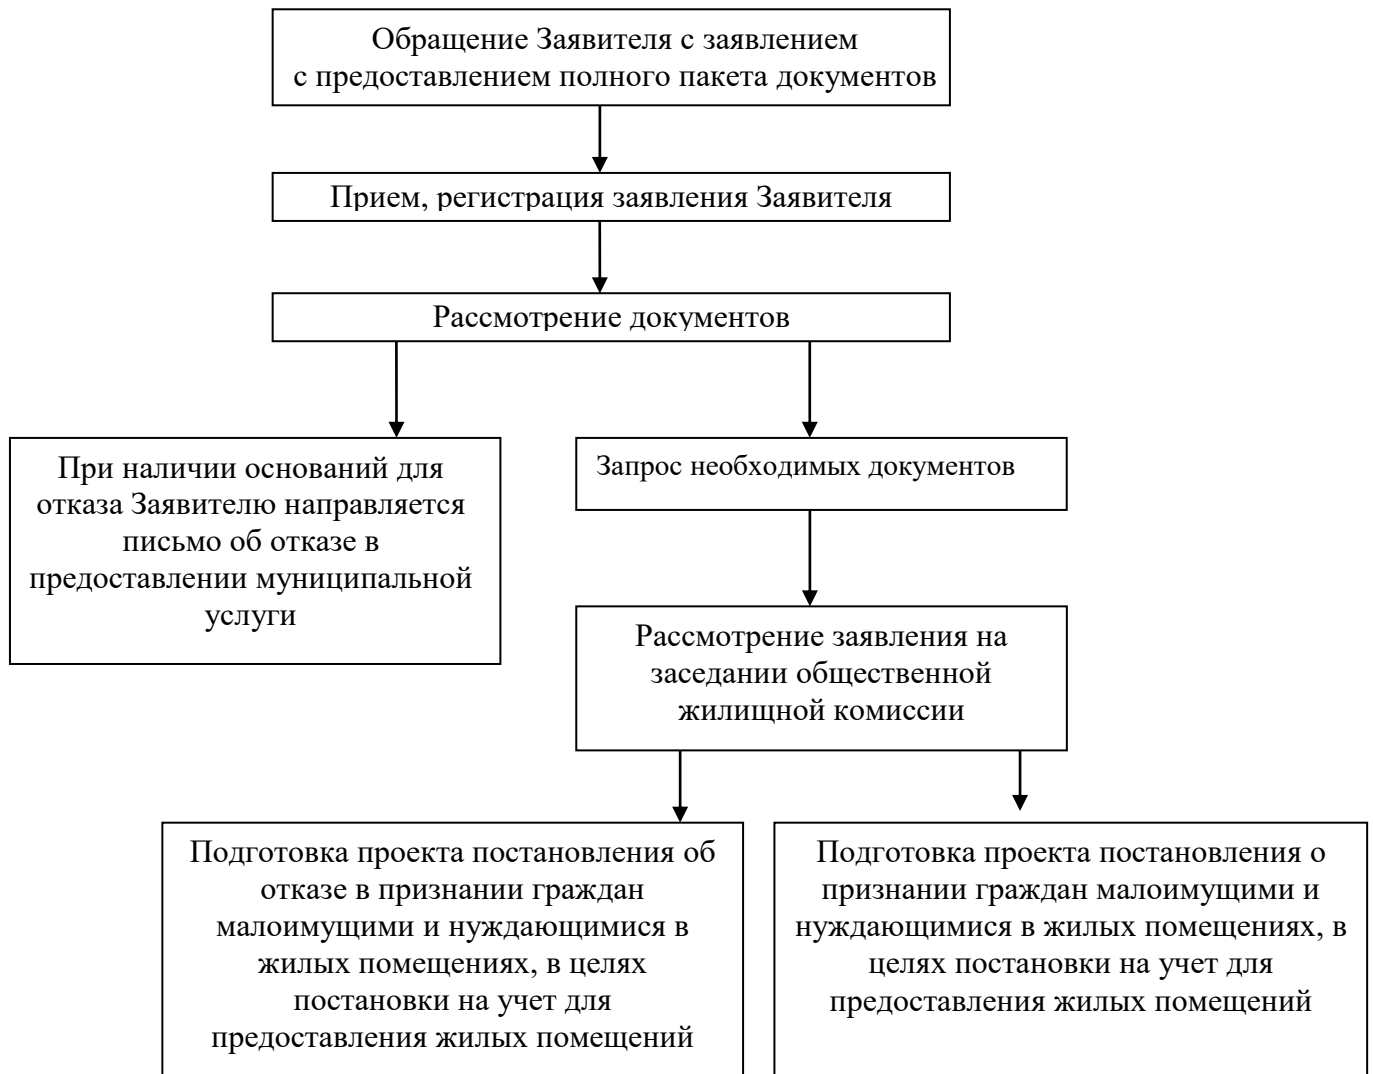 Обращение Заявителя с заявлением
с предоставлением полного пакета документов
Прием, регистрация заявления Заявителя
Рассмотрение документов
При наличии оснований для
отказа Заявителю направляется
письмо об отказе в
предоставлении муниципальной
услуги
Запрос необходимых документов
Рассмотрение заявления на
заседании общественной
жилищной комиссии
Подготовка проекта постановления об
отказе в признании граждан
малоимущими и нуждающимися в
жилых помещениях, в целях
постановки на учет для
предоставления жилых помещений
Подготовка проекта постановления о
признании граждан малоимущими и
нуждающимися в жилых помещениях, в
целях постановки на учет для
предоставления жилых помещений